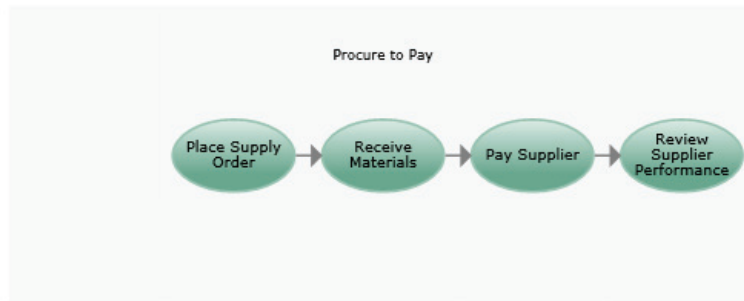 Procure to Pay
Place Supply
Order
Receive
Materials
Pay Supplier
Review
Supplier
Performance